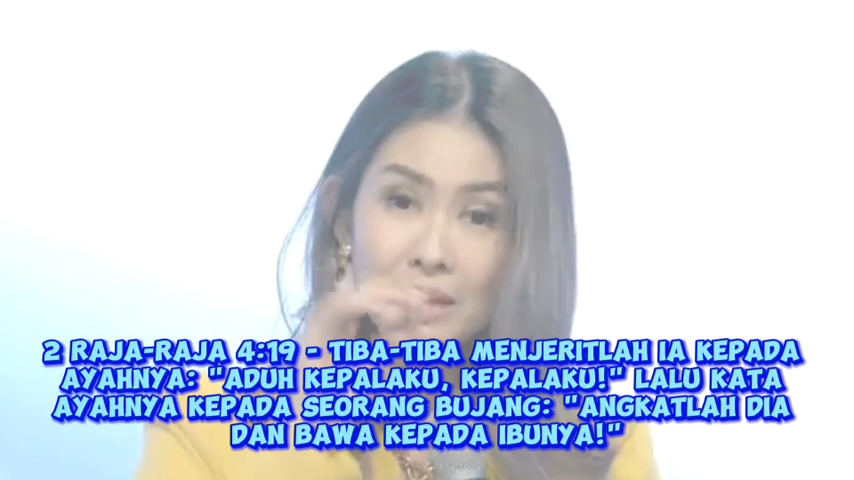 2 RAJA-RAJA 4:19 - TIBA-TIBA MENJERITLAH IA KEPADA
AYAHNYA: "ADUH KEPALAKU, KEPALAKU!" LALU KATA
AYAHNYA KEPADA SEORANG BUJANG: "ANGKATLAH DIA
DAN BAWA KEPADA IBUNYA!"